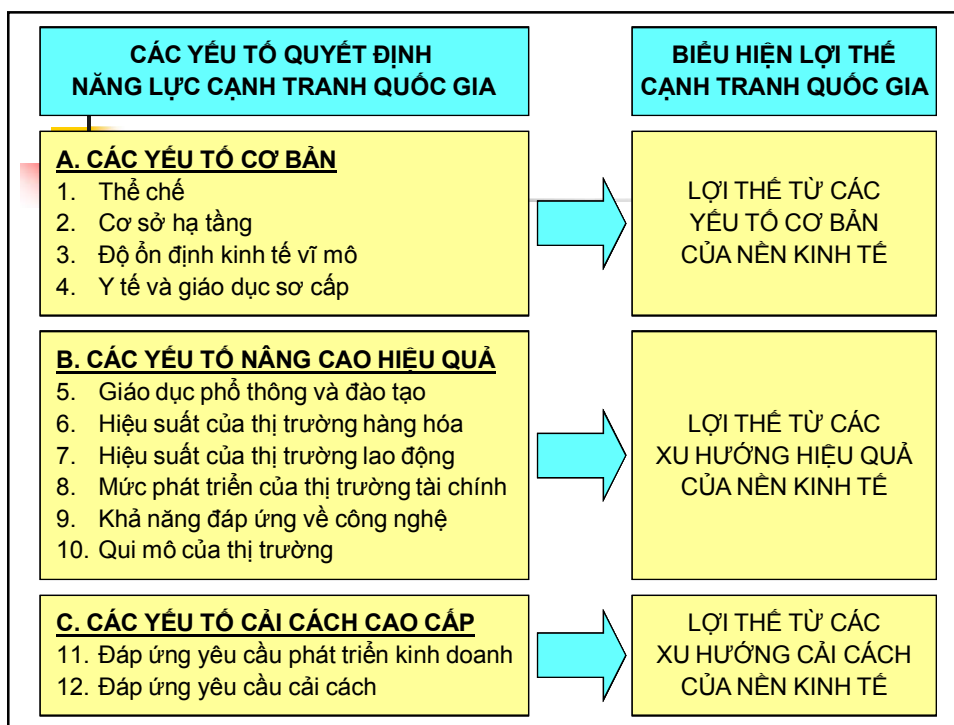 CÁC YẾU TỐ QUYẾT ĐỊNH
NĂNG LỰC CẠNH TRANH QUỐC GIA
BIỂU HIỆN LỢI THẾ
CẠNH TRANH QUỐC GIA
A. CÁC YẾU TỐ CƠ BẢN
1. Thể chế
2. Cơ sở hạ tầng
3. Độ ổn định kinh tế vĩ mô
4. Y tế và giáo dục sơ cấp
LỢI THẾ TỪ CÁC
YẾU TỐ CƠ BẢN
CỦA NỀN KINH TẾ
B. CÁC YẾU TỐ NÂNG CAO HIỆU QUẢ
5. Giáo dục phổ thông và đào tạo
6. Hiệu suất của thị trường hàng hóa
7. Hiệu suất của thị trường lao động
8. Mức phát triển của thị trường tài chính
9. Khả năng đáp ứng về công nghệ
10. Qui mô của thị trường
LỢI THẾ TỪ CÁC
XU HƯỚNG HIỆU QUẢ
CỦA NỀN KINH TẾ
C. CÁC YẾU TỐ CẢI CÁCH CAO CẤP
11. Đáp ứng yêu cầu phát triển kinh doanh
12. Đáp ứng yêu cầu cải cách
LỢI THẾ TỪ CÁC
XU HƯỚNG CẢI CÁCH
CỦA NỀN KINH TẾ